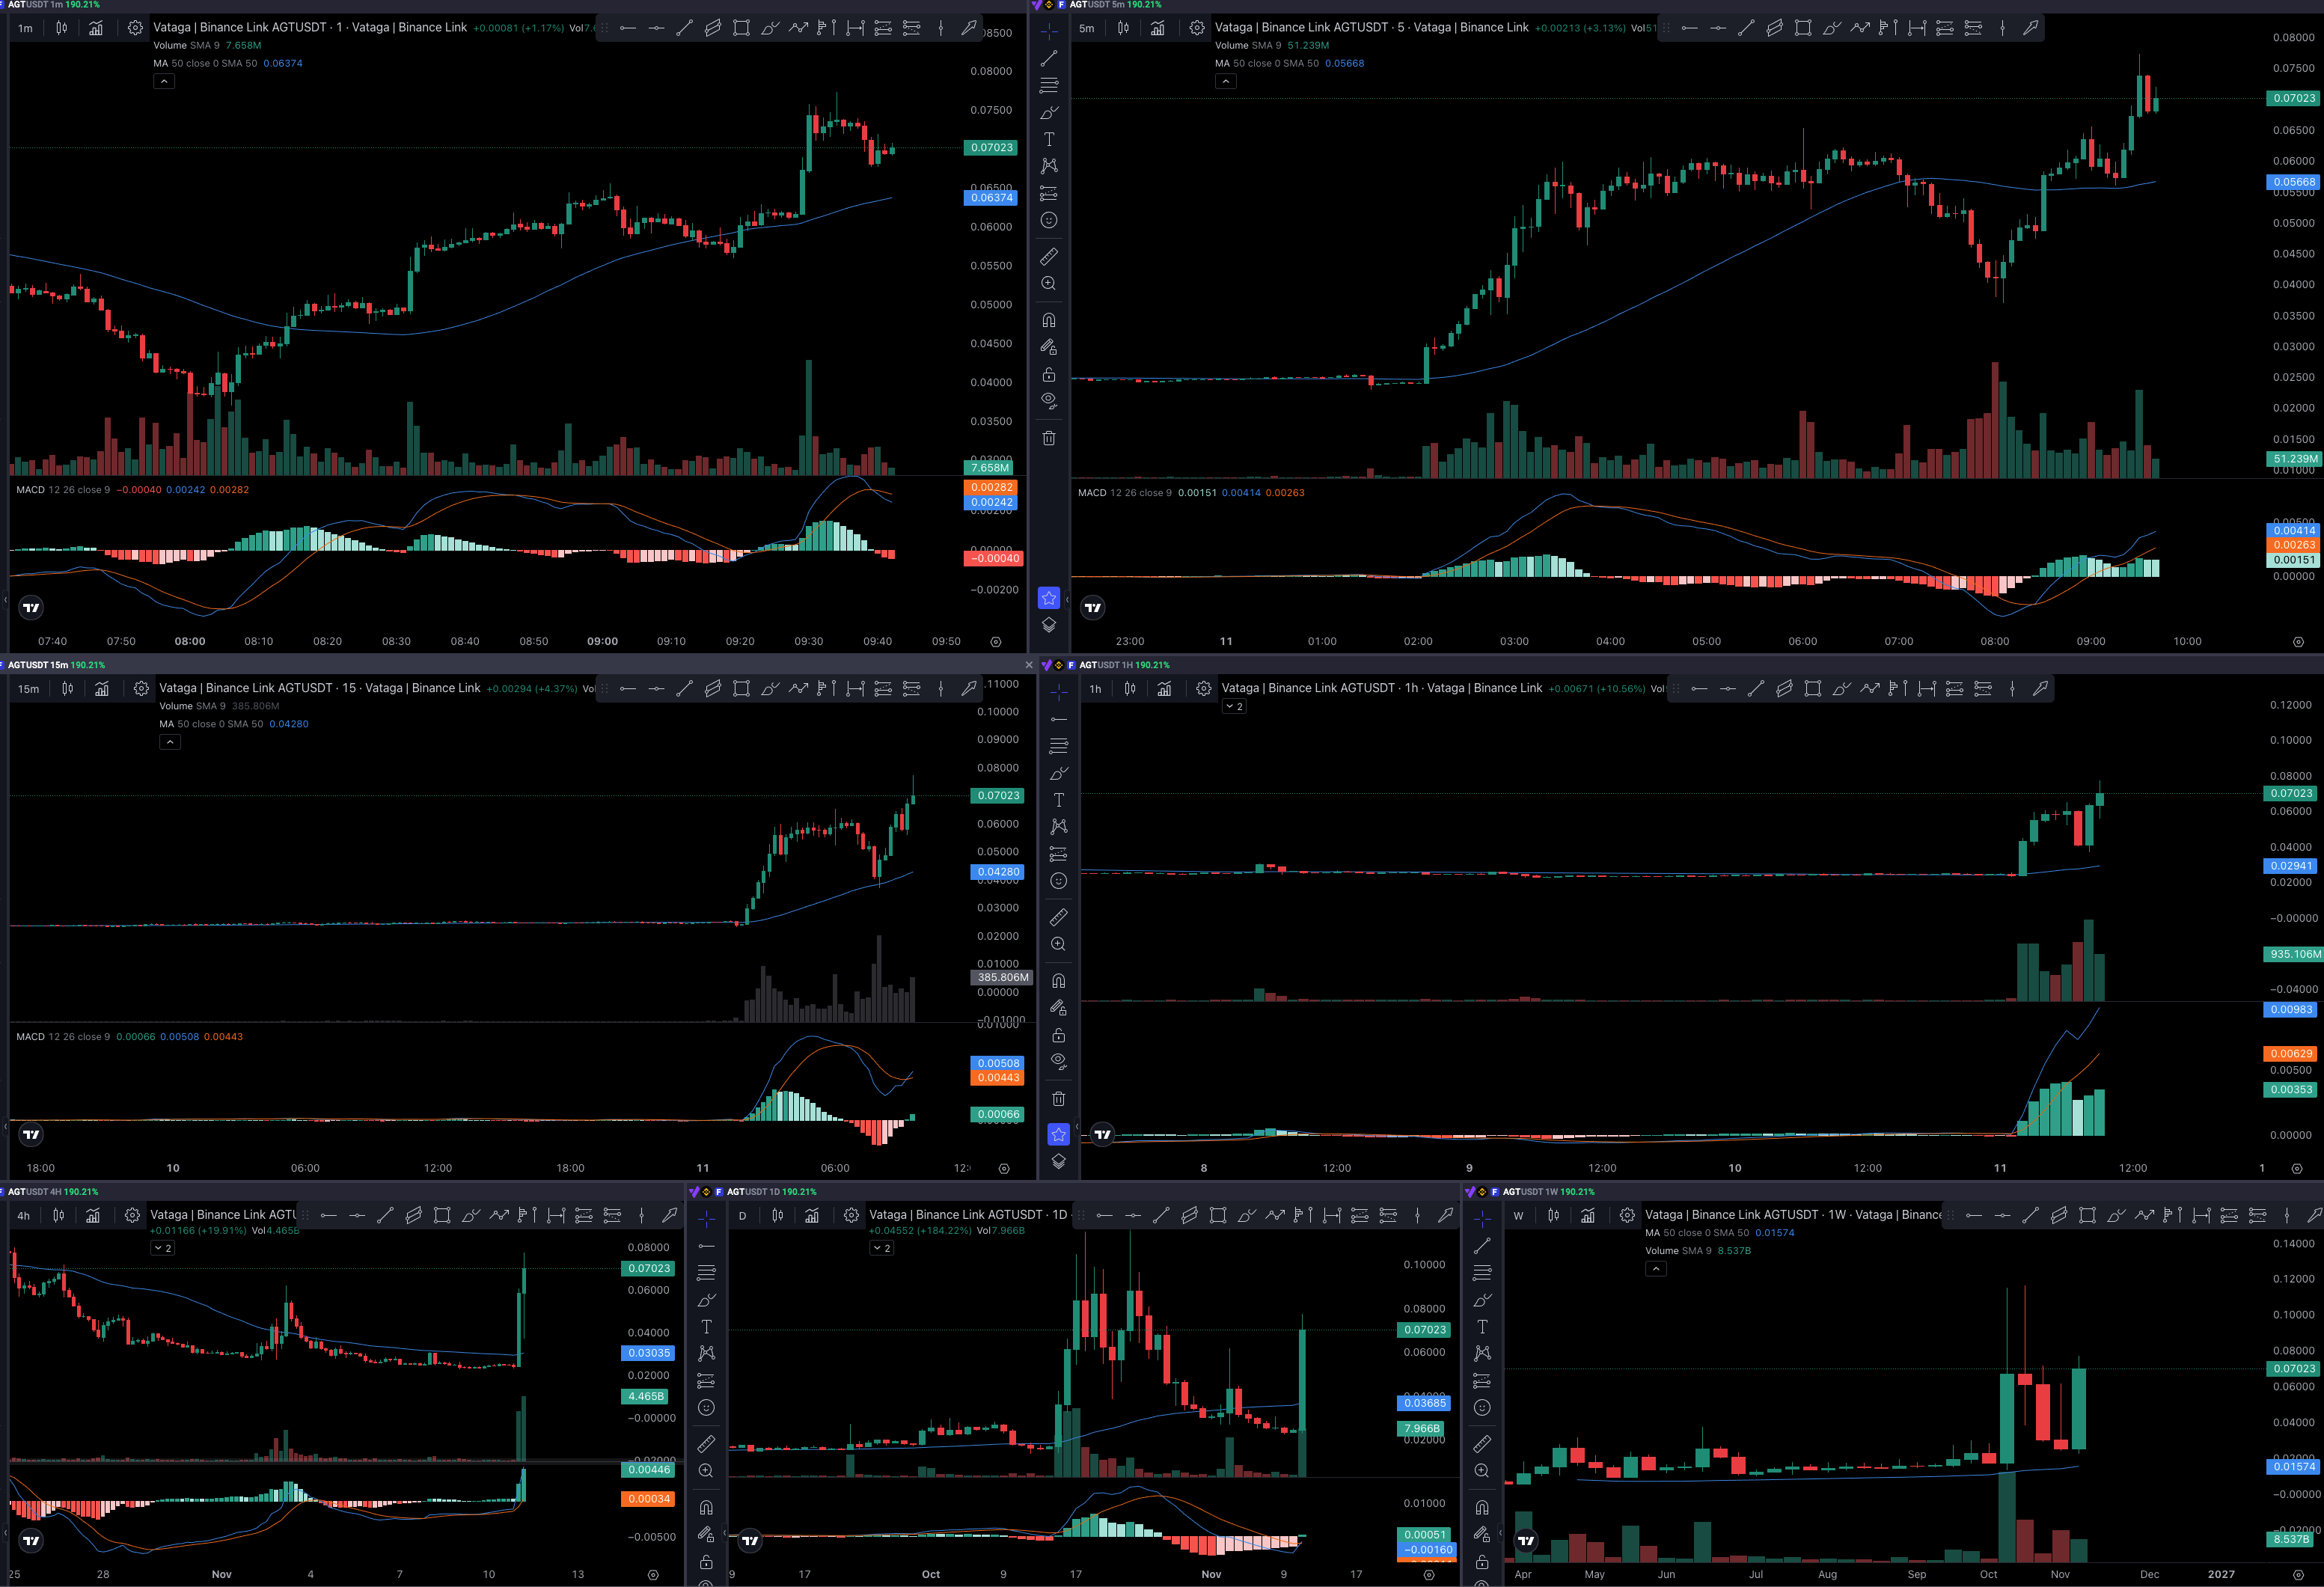 AGTUSDT 1m 190.21%
1m
Vataga | Binance Link AGTUSDT · 1 · Vataga | Binance Link +0.00081 (+1.17%) Vol7.
Volume SMA 9 7.658M
MA 50 close 0 SMA 50 0.06374
0.08000
0.07500
0.07023
0.06374
0.06000
0.05500
0.05000
0.04500
0.04000
0.03500
7.658M
MACD 12 26 close 9 −0.00040 0.00242 0.00282
0.00282
0.00242
−0.00040
−0.00200
07:40 07:50 08:00 08:10 08:20 08:30 08:40 08:50 09:00 09:10 09:20 09:30 09:40 09:50
AGTUSDT 5m 190.21%
5m
Vataga | Binance Link AGTUSDT · 5 · Vataga | Binance Link +0.00213 (+3.13%) Vol51
Volume SMA 9 51.239M
MA 50 close 0 SMA 50 0.05668
0.08000
0.07500
0.07023
0.06500
0.06000
0.05668
0.05000
0.04500
0.04000
0.03500
0.03000
0.02500
0.02000
0.01500
51.239M
MACD 12 26 close 9 0.00151 0.00414 0.00263
0.00414
0.00263
0.00151
0.00000
23:00 11 01:00 02:00 03:00 04:00 05:00 06:00 07:00 08:00 09:00 10:00
AGTUSDT 15m 190.21%
15m
Vataga | Binance Link AGTUSDT · 15 · Vataga | Binance Link +0.00294 (+4.37%) Vol
Volume SMA 9 385.806M
MA 50 close 0 SMA 50 0.04280
0.10000
0.09000
0.08000
0.07023
0.06000
0.05000
0.04280
0.03000
0.02000
0.01000
385.806M
0.00000
MACD 12 26 close 9 0.00066 0.00508 0.00443
0.00508
0.00443
0.00066
18:00 10 06:00 12:00 18:00 11 06:00 12:
AGTUSDT 1H 190.21%
1h
Vataga | Binance Link AGTUSDT · 1h · Vataga | Binance Link +0.00671 (+10.56%) Vol
2
0.12000
0.10000
0.08000
0.07023
0.06000
0.04000
0.02941
0.02000
−0.00000
935.106M
−0.04000
0.00983
0.00629
0.00500
0.00353
0.00000
8 12:00 9 12:00 10 12:00 11 12:00 1
AGTUSDT 4H 190.21%
4h
Vataga | Binance Link AGTU
+0.01166 (+19.91%) Vol4.465B
2
0.08000
0.07023
0.06000
0.04000
0.03035
0.02000
4.465B
−0.00000
0.00446
0.00034
−0.00500
25 28 Nov 4 7 10 13
AGTUSDT 1D 190.21%
D
Vataga | Binance Link AGTUSDT · 1D ·
+0.04552 (+184.22%) Vol7.966B
2
0.10000
0.08000
0.07023
0.06000
0.03685
7.966B
0.02000
0.01000
0.00051
−0.00160
9 17 Oct 9 17 Nov 9 17
AGTUSDT 1W 190.21%
W
Vataga | Binance Link AGTUSDT · 1W · Vataga | Binance
MA 50 close 0 SMA 50 0.01574
Volume SMA 9 8.537B
0.14000
0.12000
0.10000
0.08000
0.07023
0.06000
0.04000
0.01574
−0.00000
8.537B
Apr May Jun Jul Aug Sep Oct Nov Dec 2027